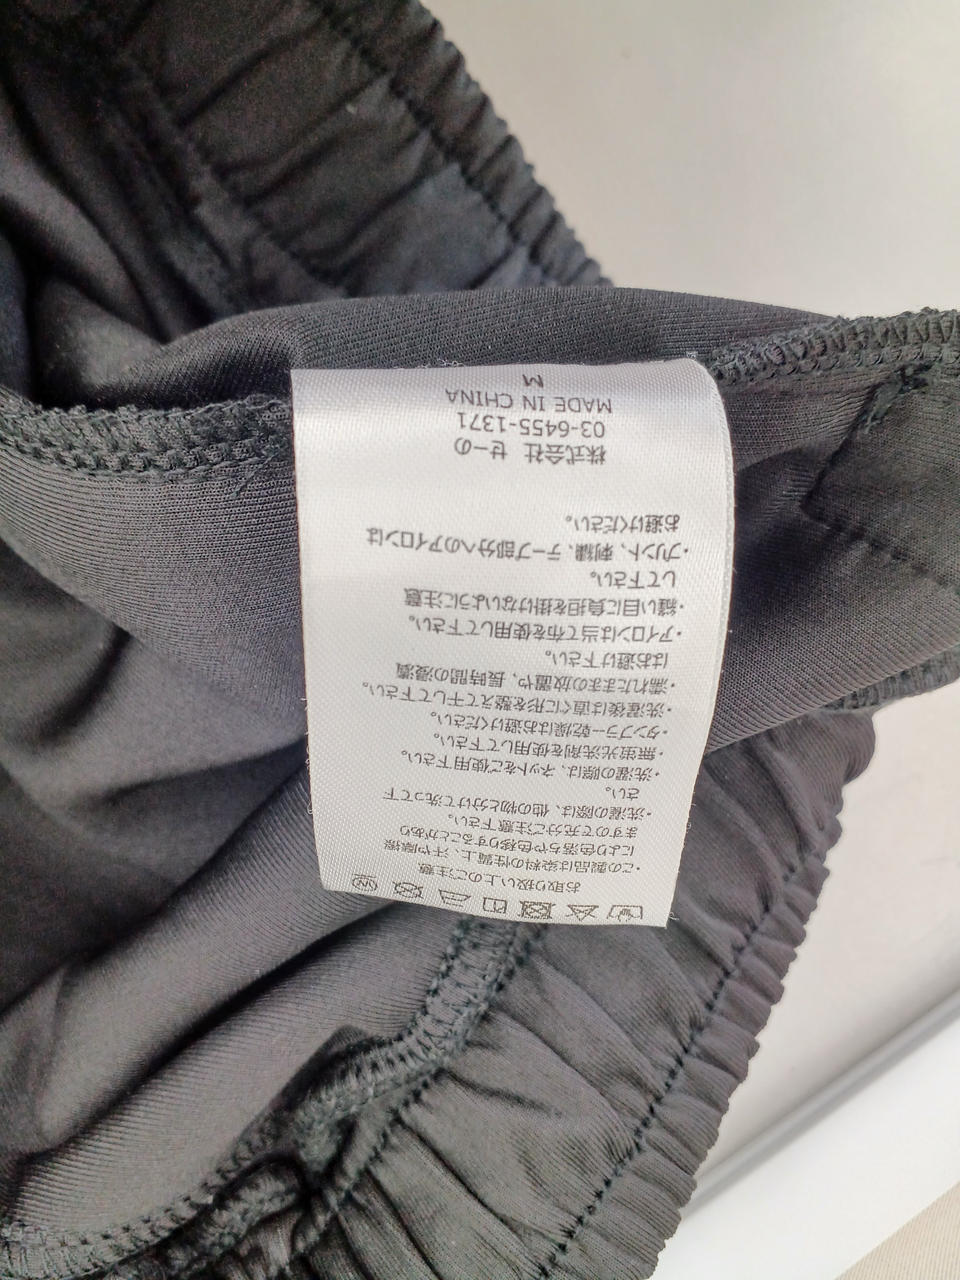 お取り扱い上のご注意
・この製品は染料の性質上、汗や摩擦
により色落ちや色移りすることがあり
ますので充分ご注意下さい。
・洗濯の際は、他の物と分けて洗って下
さい。
・洗濯の際は、ネットをご使用下さい。
・無蛍光洗剤を使用して下さい。
・タンブラー乾燥はお避けください。
・洗濯後は直ぐに形を整えて干して下さい。
・濡れたままの放置や、長時間の浸漬
はお避け下さい。
・アイロンは当て布を使用して下さい。
・縫い目に負担を掛けないように注意
して下さい。
・プリント、刺繍、テープ部分へのアイロンは
お避けください。
株式会社 せーの
03-6455-1371
MADE IN CHINA
M